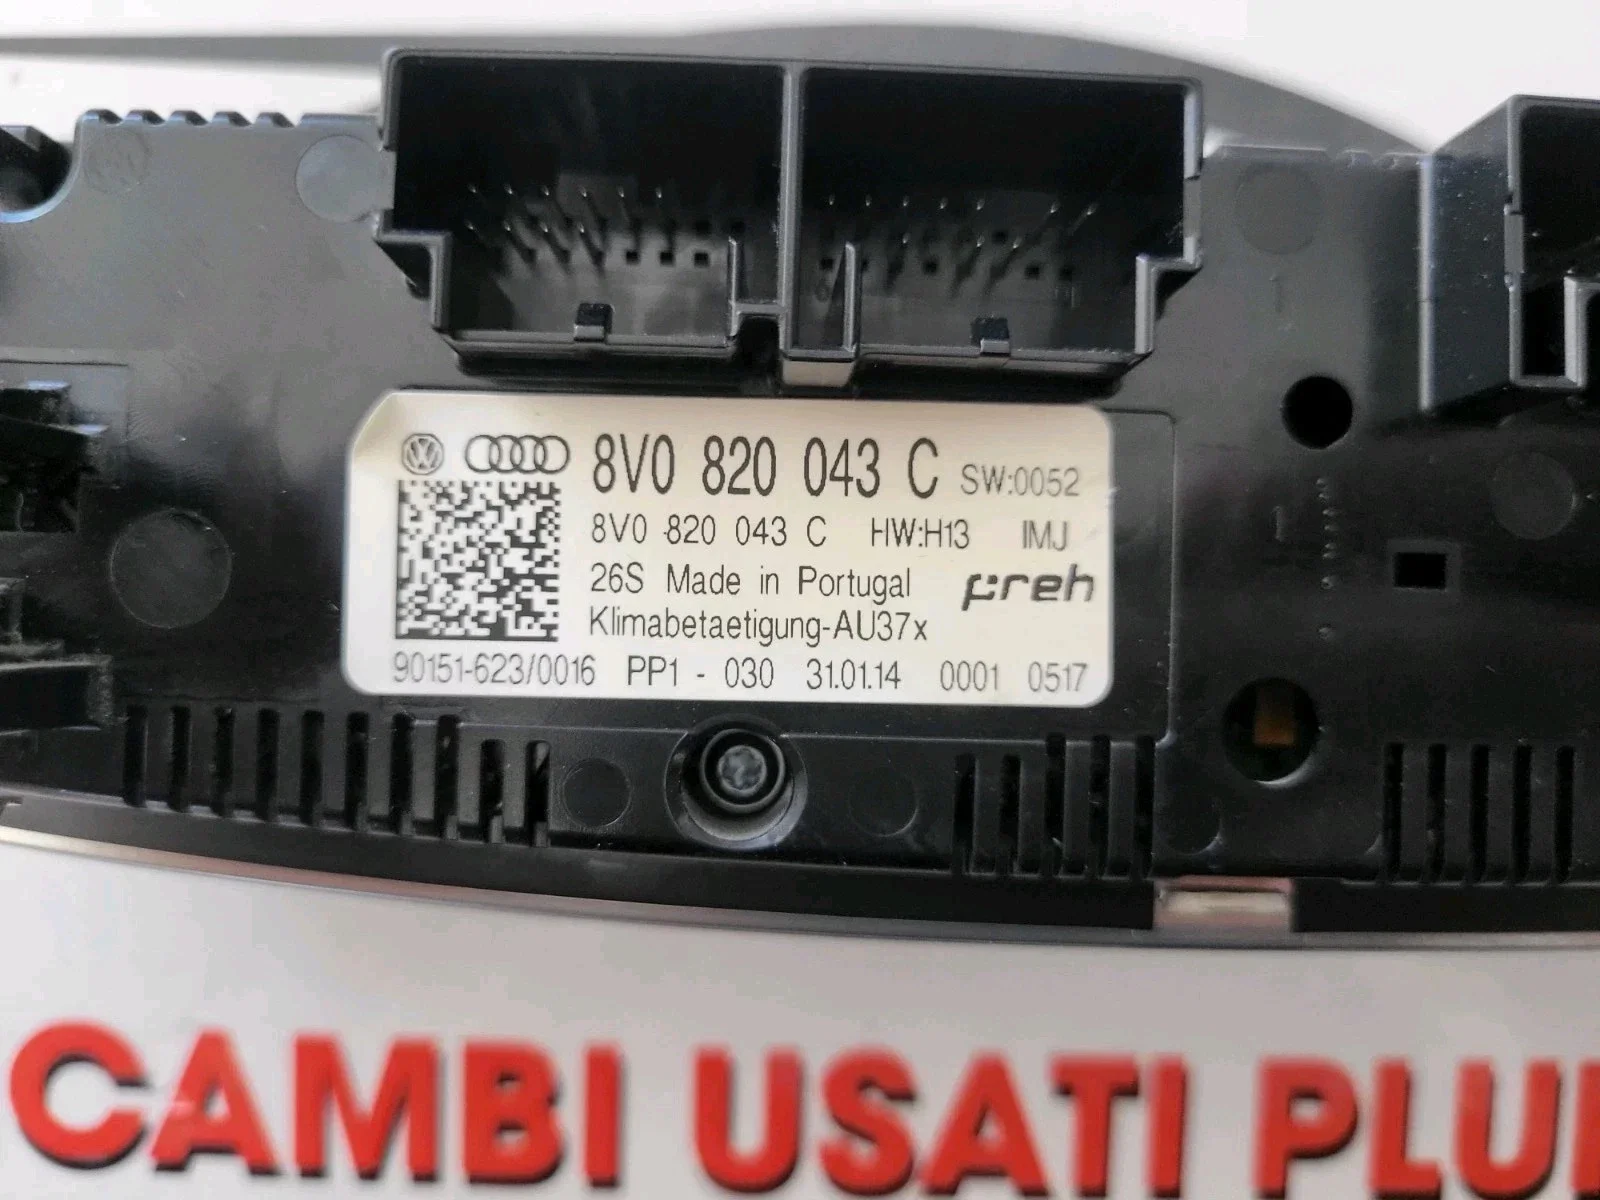 8V0 820 043 C SW:0052
8V0 820 043 C HW:H13 IMJ
26S Made in Portugal preh
Klimabetaetigung-AU37x
90151-623/0016 PP1 - 030 31.01.14 0001 0517
CAMBI USATI PLU